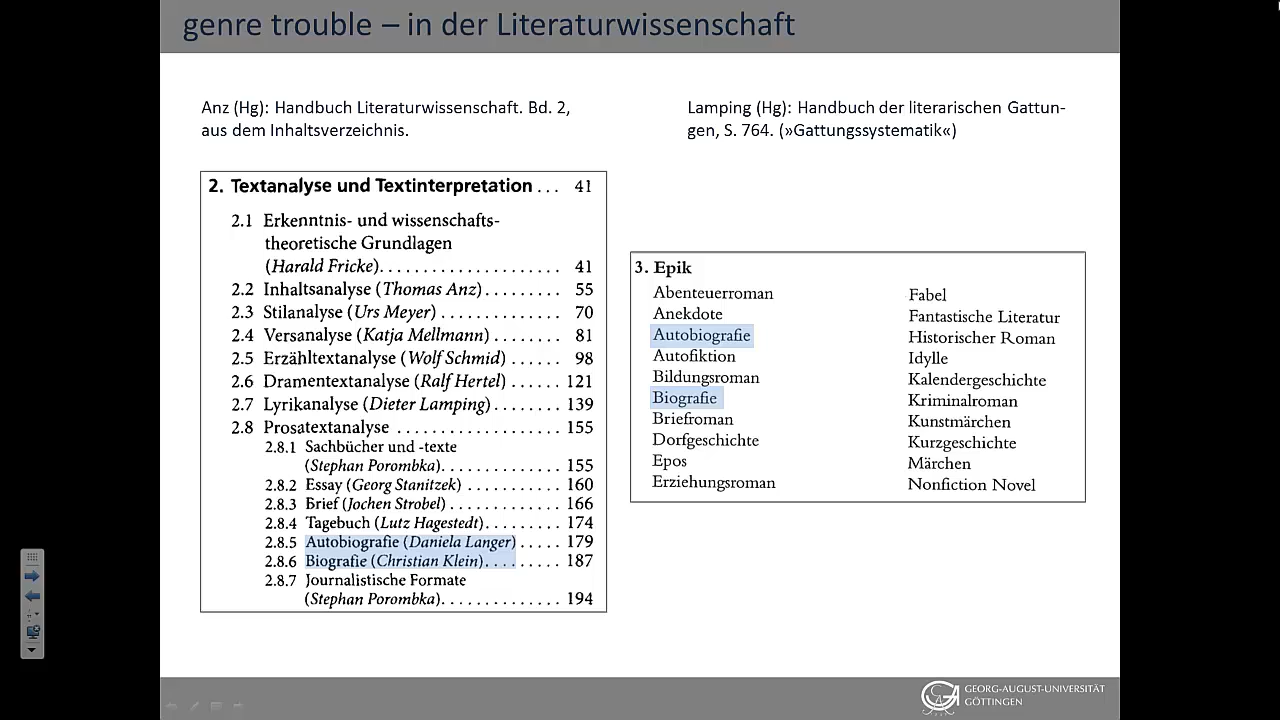 genre trouble – in der Literaturwissenschaft
Anz (Hg): Handbuch Literaturwissenschaft. Bd. 2,
aus dem Inhaltsverzeichnis.
Lamping (Hg): Handbuch der literarischen Gattun-
gen, S. 764. (»Gattungssystematik«)
2. Textanalyse und Textinterpretation ... 41
2.1 Erkenntnis- und wissenschafts-
theoretische Grundlagen
(Harald Fricke)..................... 41
2.2 Inhaltsanalyse (Thomas Anz)......... 55
2.3 Stilanalyse (Urs Meyer).............. 70
2.4 Versanalyse (Katja Mellmann)........ 81
2.5 Erzähltextanalyse (Wolf Schmid) ...... 98
2.6 Dramentextanalyse (Ralf Hertel) ...... 121
2.7 Lyrikanalyse (Dieter Lamping)........ 139
2.8 Prosatextanalyse ................... 155
2.8.1 Sachbücher und -texte
(Stephan Porombka).............. 155
2.8.2 Essay (Georg Stanitzek) ............ 160
2.8.3 Brief (Jochen Strobel).............. 166
2.8.4 Tagebuch (Lutz Hagestedt)......... 174
2.8.5 Autobiografie (Daniela Langer) ..... 179
2.8.6 Biografie (Christian Klein)......... 187
2.8.7 Journalistische Formate
(Stephan Porombka).............. 194
3. Epik
Abenteuerroman
Anekdote
Autobiografie
Autofiktion
Bildungsroman
Biografie
Briefroman
Dorfgeschichte
Epos
Erziehungsroman
Fabel
Fantastische Literatur
Historischer Roman
Idylle
Kalendergeschichte
Kriminalroman
Kunstmärchen
Kurzgeschichte
Märchen
Nonfiction Novel
GEORG-AUGUST-UNIVERSITÄT
GÖTTINGEN